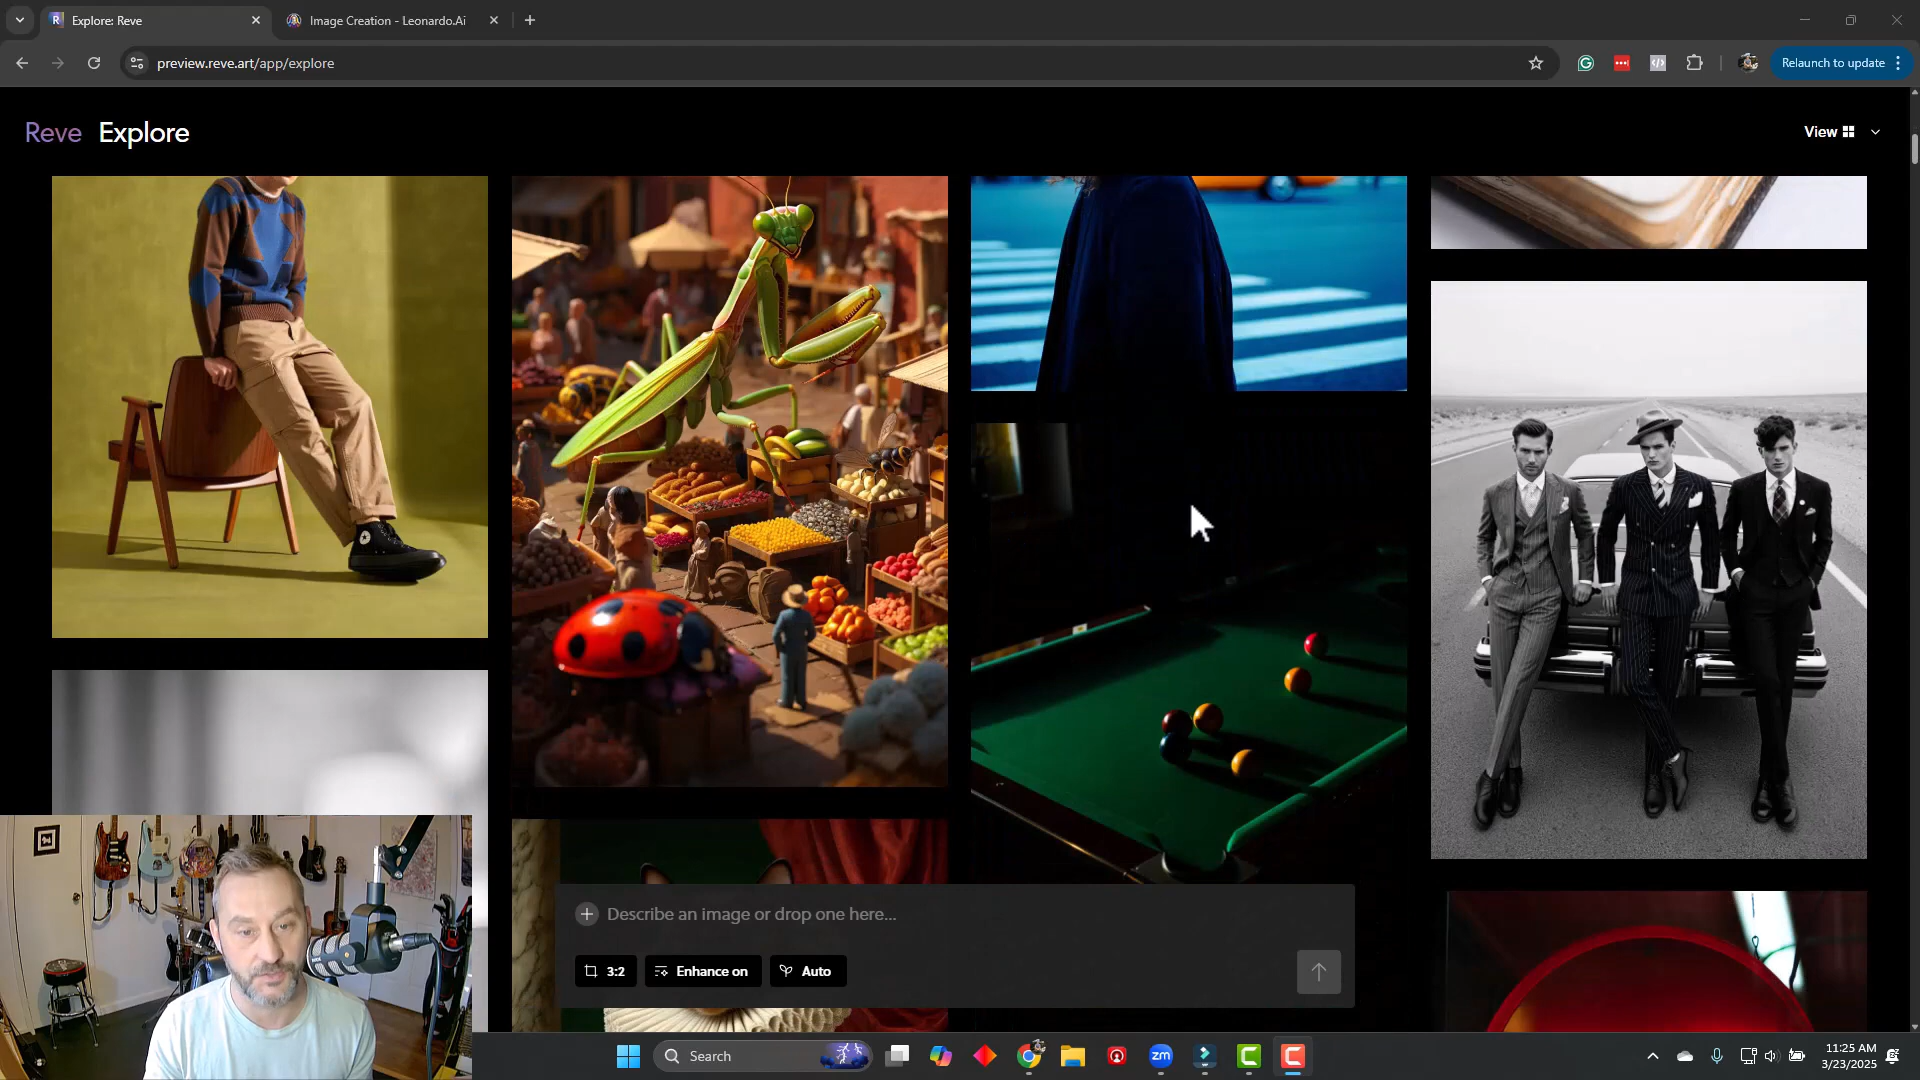 Explore: Reve
Image Creation - Leonardo.Ai
preview.reve.art/app/explore
Relaunch to update
Reve Explore
View
Describe an image or drop one here...
3:2
Enhance on
Auto
Search
zm
11:25 AM
3/23/2025